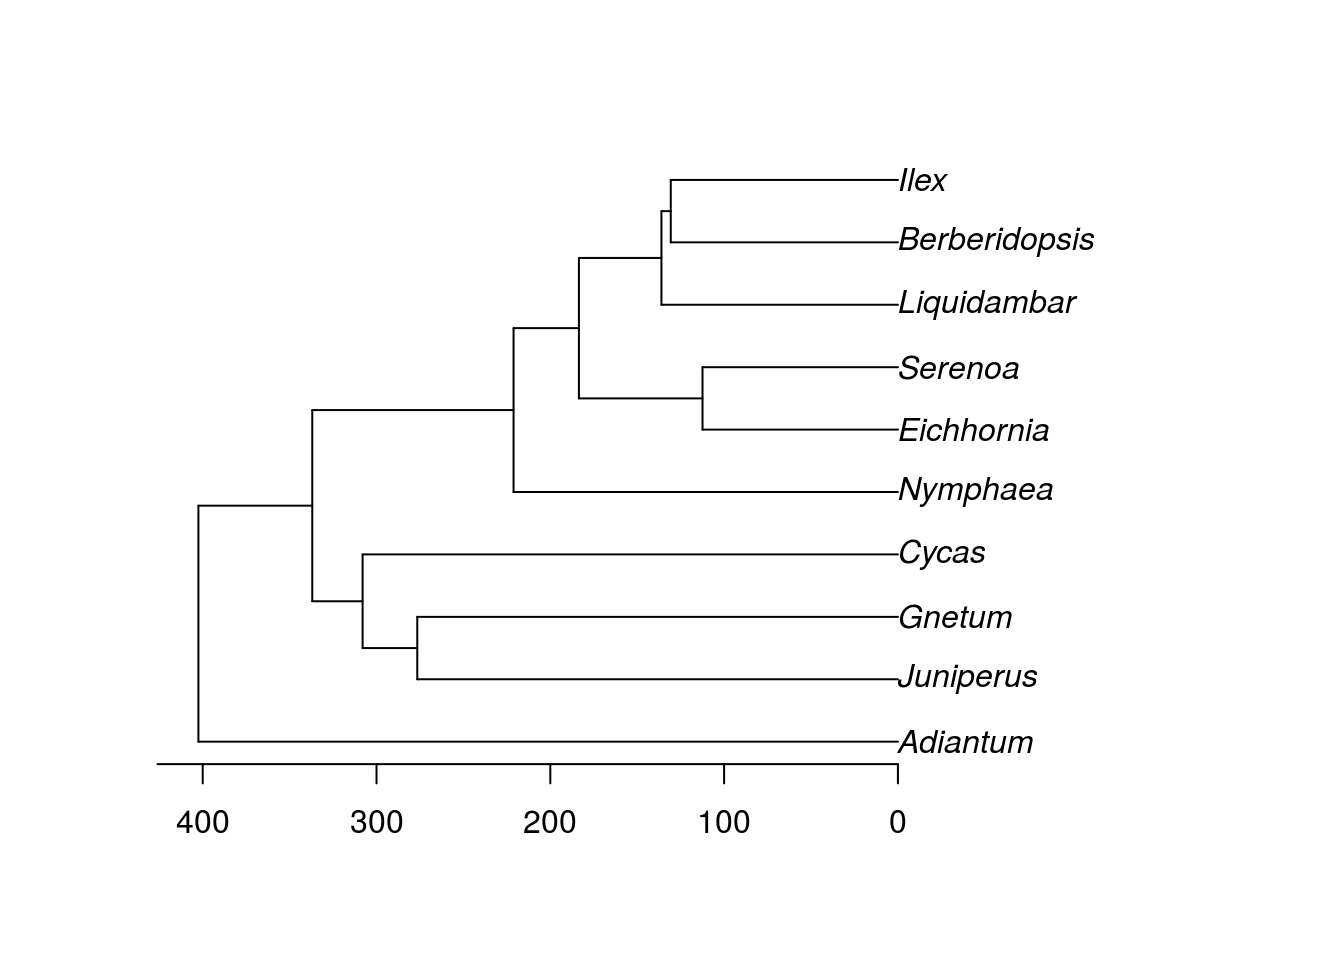 Ilex
Berberidopsis
Liquidambar
Serenoa
Eichhornia
Nymphaea
Cycas
Gnetum
Juniperus
Adiantum
400 300 200 100 0